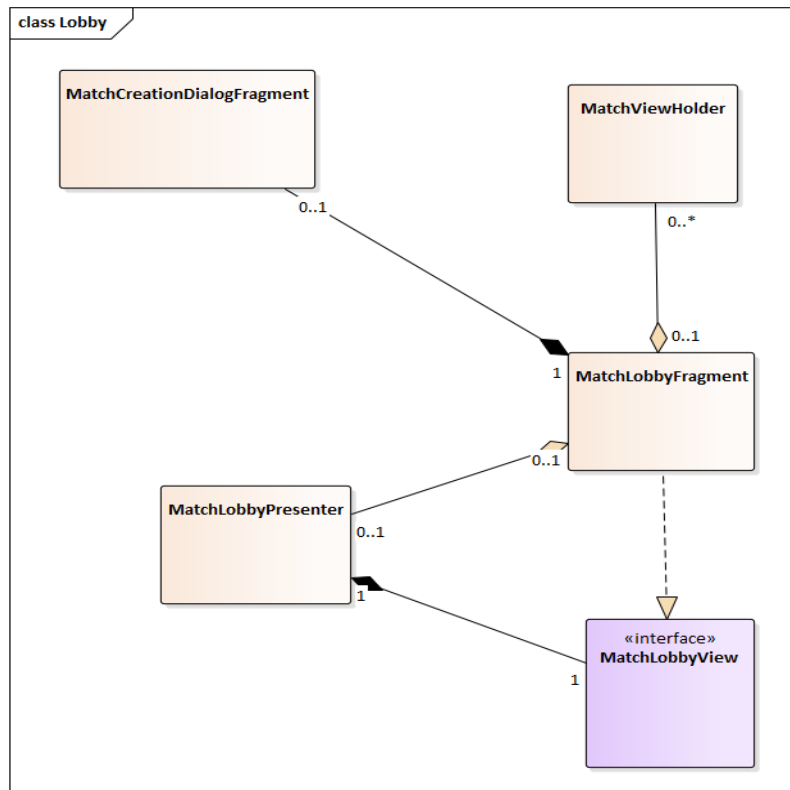 class Lobby
MatchCreationDialogFragment
MatchViewHolder
0..1
0..*
0..1
1
MatchLobbyFragment
0..1
MatchLobbyPresenter
0..1
1
«interface»
MatchLobbyView
1